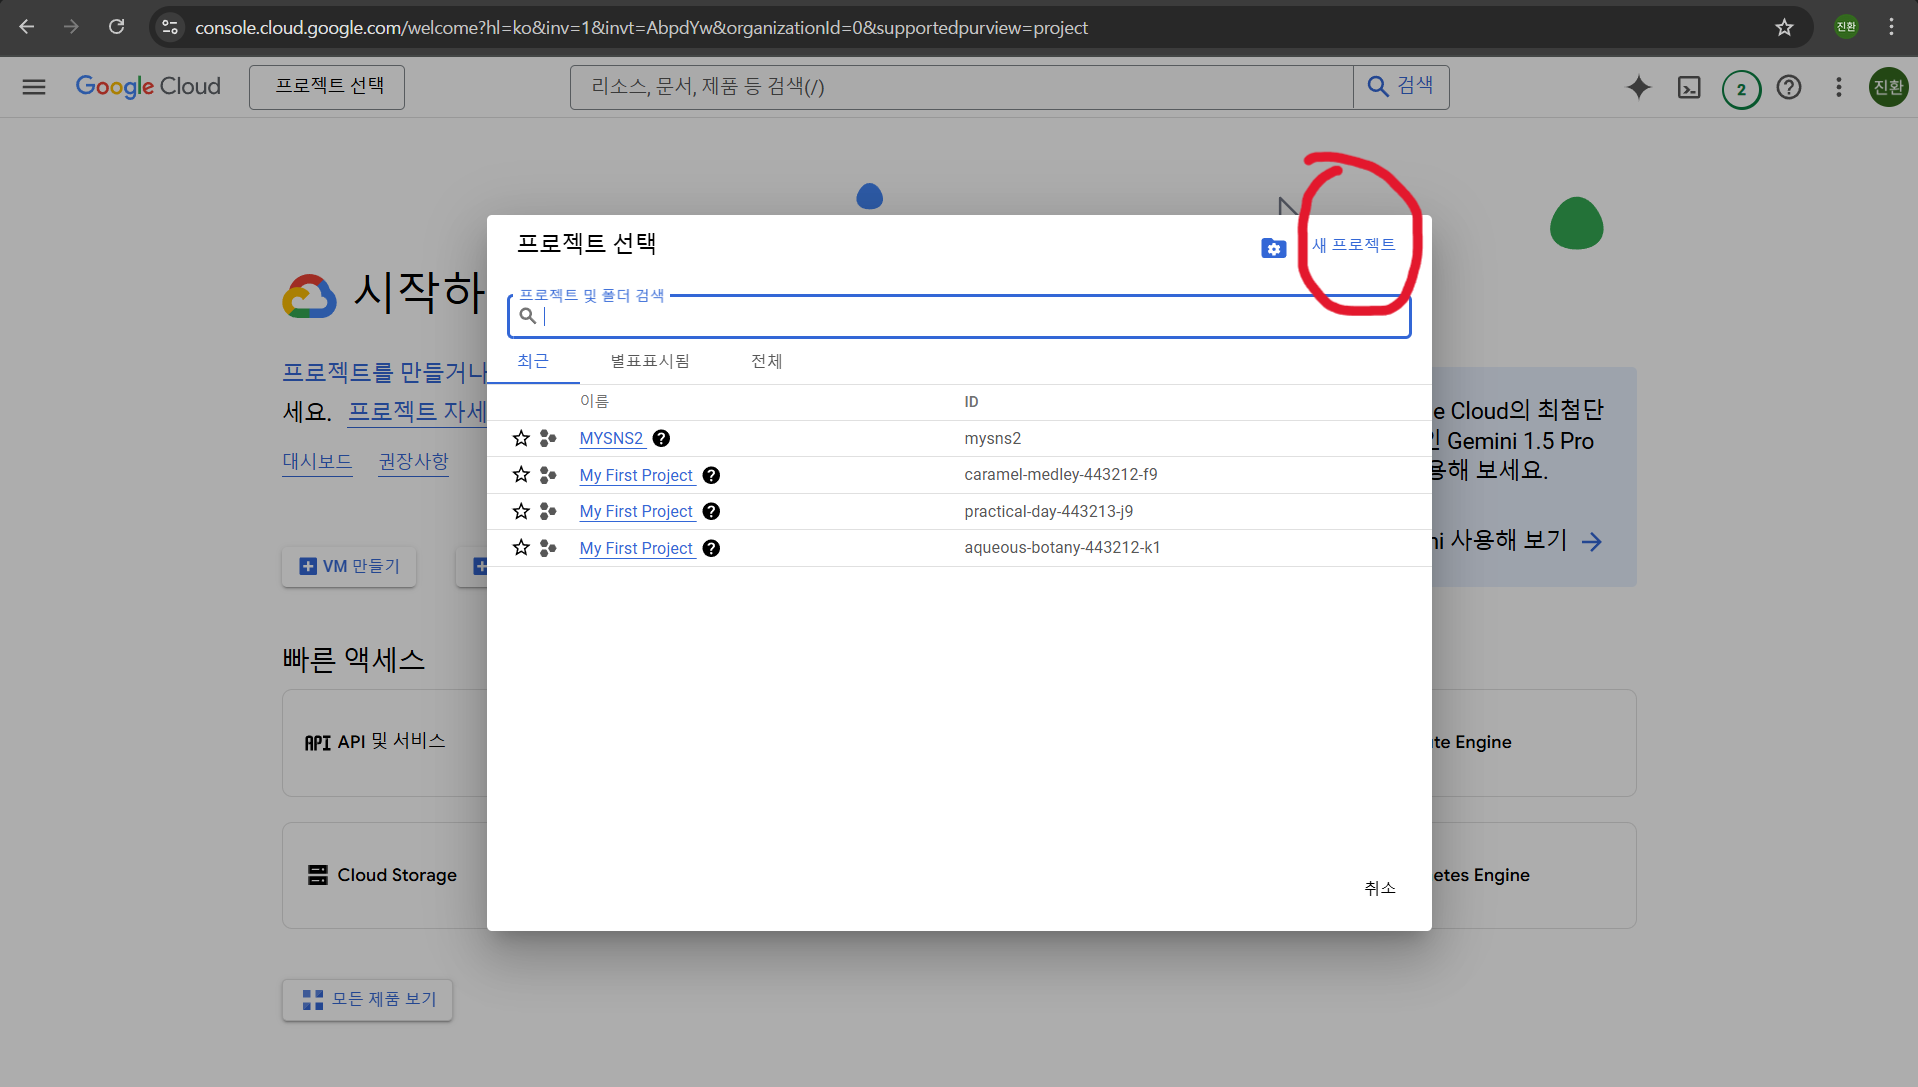 console.cloud.google.com/welcome?hl=ko&inv=1&invt=AbpdYw&organizationId=0&supportedpurview=project
진환
Google Cloud
프로젝트 선택
리소스, 문서, 제품 등 검색(/)
검색
2
진환
프로젝트 선택
새 프로젝트
시작하
프로젝트 및 폴더 검색
최근
별표표시됨
전체
프로젝트를 만들거나
세요. 프로젝트 자세
대시보드
권장사항
이름
ID
MYSNS2
mysns2
My First Project
caramel-medley-443212-f9
My First Project
practical-day-443213-j9
My First Project
aqueous-botany-443212-k1
e Cloud의 최첨단
Gemini 1.5 Pro
용해 보세요.
ni 사용해 보기
VM 만들기
빠른 액세스
API API 및 서비스
te Engine
Cloud Storage
etes Engine
취소
모든 제품 보기